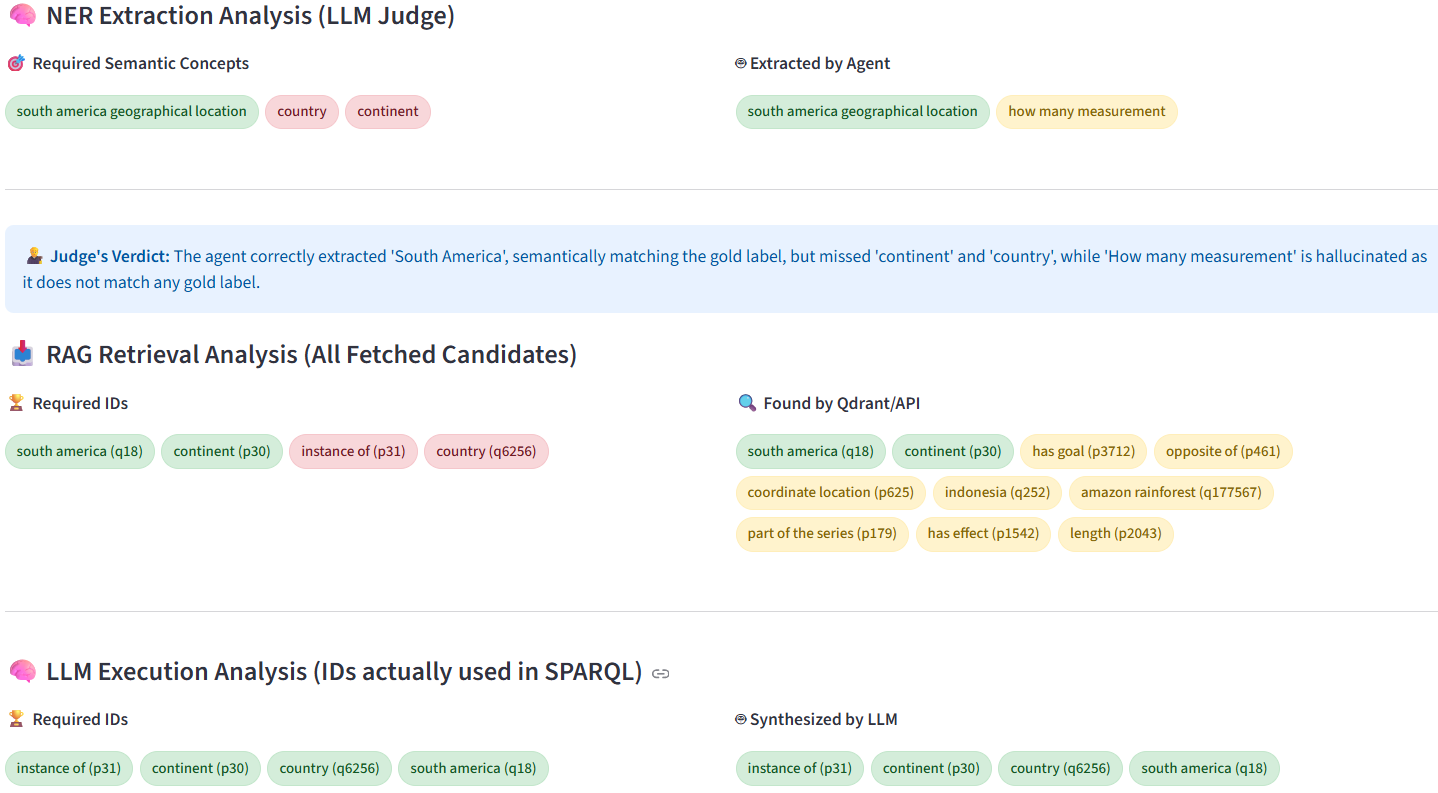 NER Extraction Analysis (LLM Judge)
Required Semantic Concepts
south america geographical location country continent
Extracted by Agent
south america geographical location how many measurement
Judge's Verdict: The agent correctly extracted 'South America', semantically matching the gold label, but missed 'continent' and 'country', while 'How many measurement' is hallucinated as
it does not match any gold label.
RAG Retrieval Analysis (All Fetched Candidates)
Required IDs
south america (q18) continent (p30) instance of (p31) country (q6256)
Found by Qdrant/API
south america (q18) continent (p30) has goal (p3712) opposite of (p461)
coordinate location (p625) indonesia (q252) amazon rainforest (q177567)
part of the series (p179) has effect (p1542) length (p2043)
LLM Execution Analysis (IDs actually used in SPARQL)
Required IDs
instance of (p31) continent (p30) country (q6256) south america (q18)
Synthesized by LLM
instance of (p31) continent (p30) country (q6256) south america (q18)